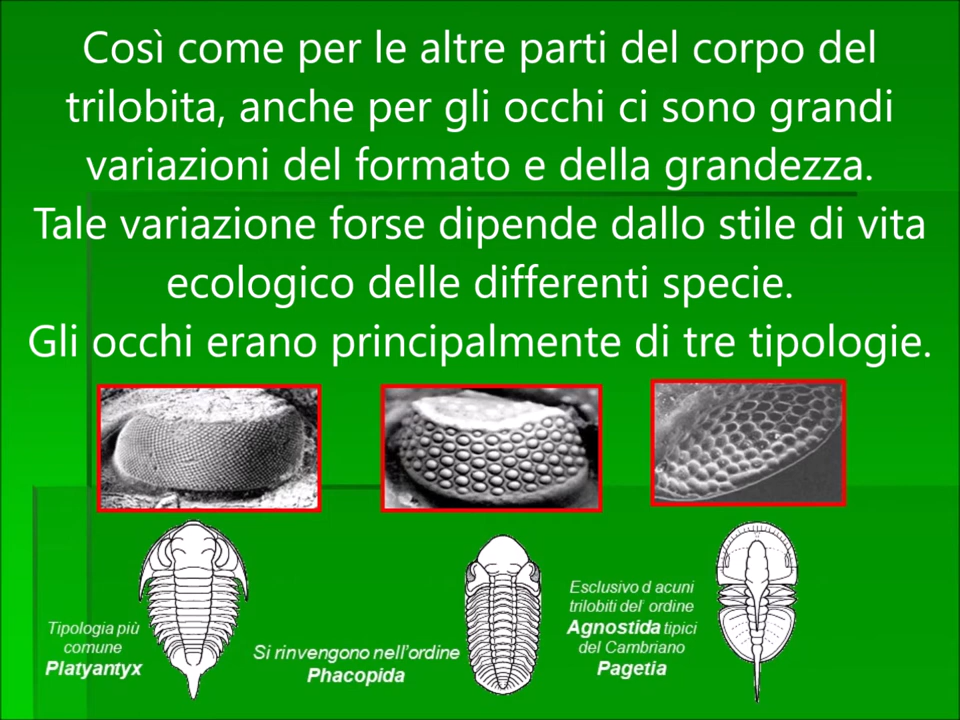 Così come per le altre parti del corpo del
trilobita, anche per gli occhi ci sono grandi
variazioni del formato e della grandezza.
Tale variazione forse dipende dallo stile di vita
ecologico delle differenti specie.
Gli occhi erano principalmente di tre tipologie.
Tipologia più
comune
Platyantyx
Si rinvengono nell'ordine
Phacopida
Esclusivo d acuni
trilobiti del' ordine
Agnostida tipici
del Cambriano
Pagetia